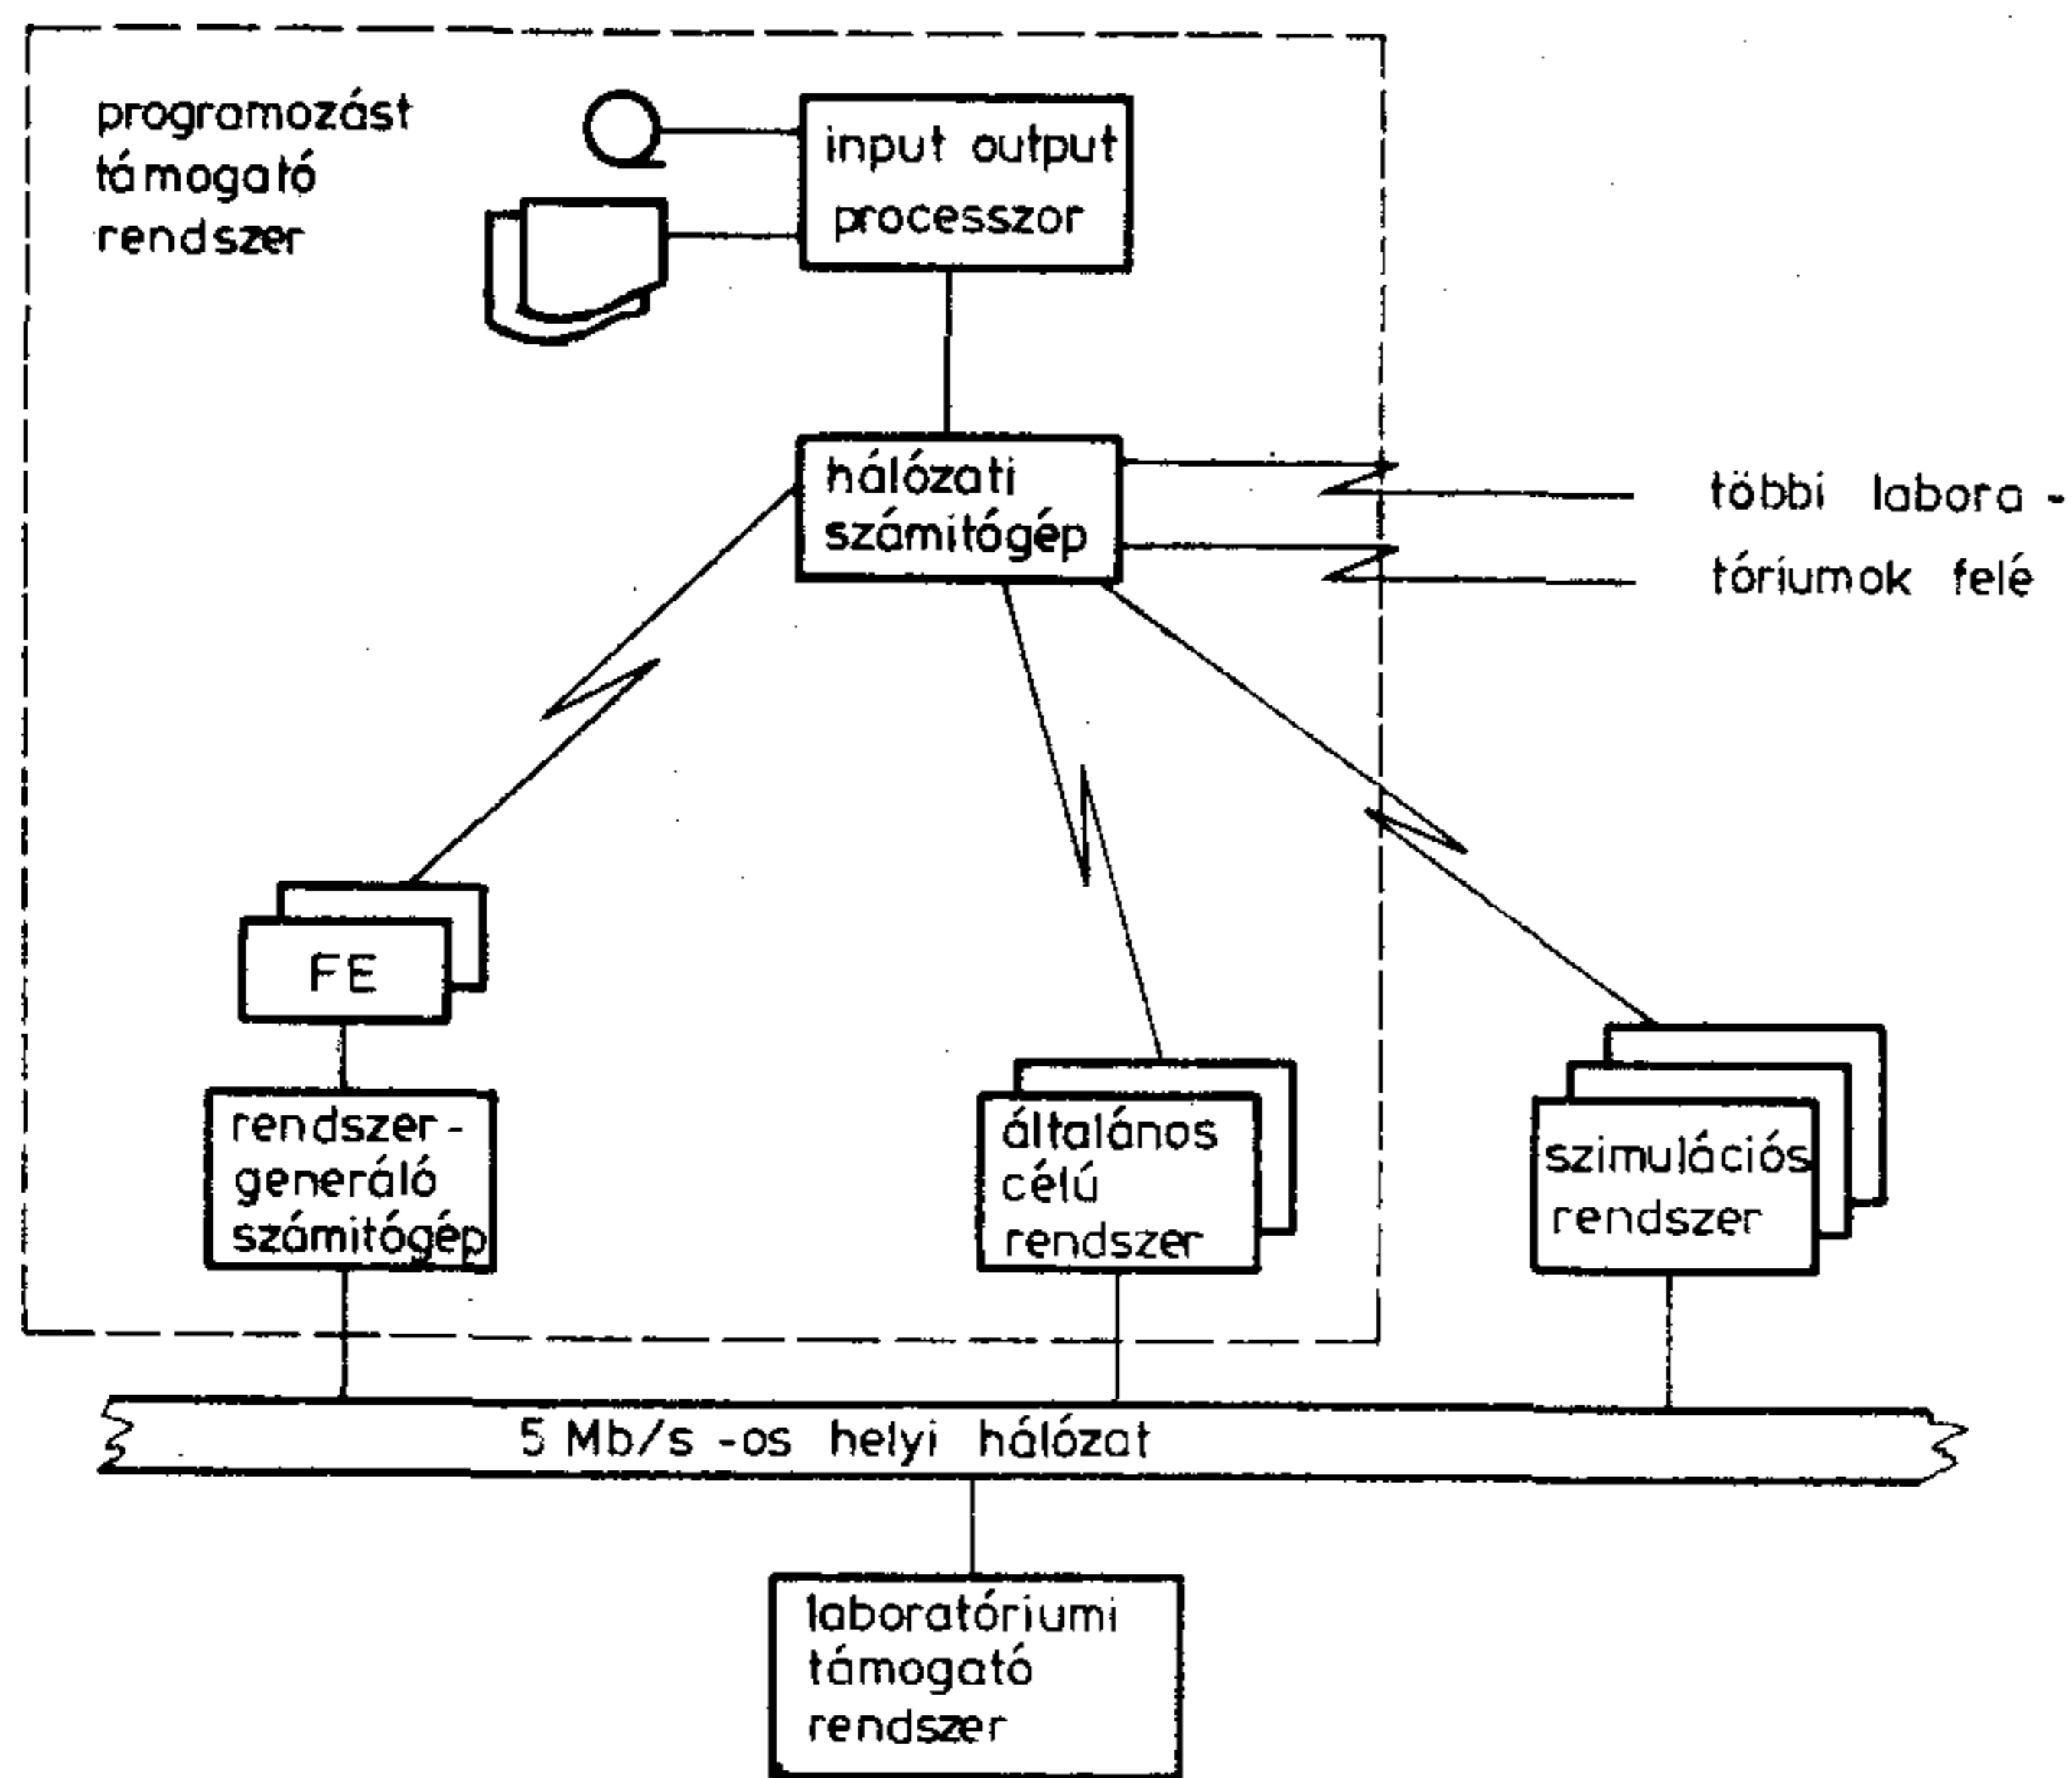 programozást
támogató
rendszer
input output
processzor
hálózati
számitógép
többi labora-
tóriumok felé
FE
rendszer-
generáló
számitógép
általános
célú
rendszer
szimulációs
rendszer
5 Mb/s -os helyi hálózat
laboratóriumi
támogató
rendszer